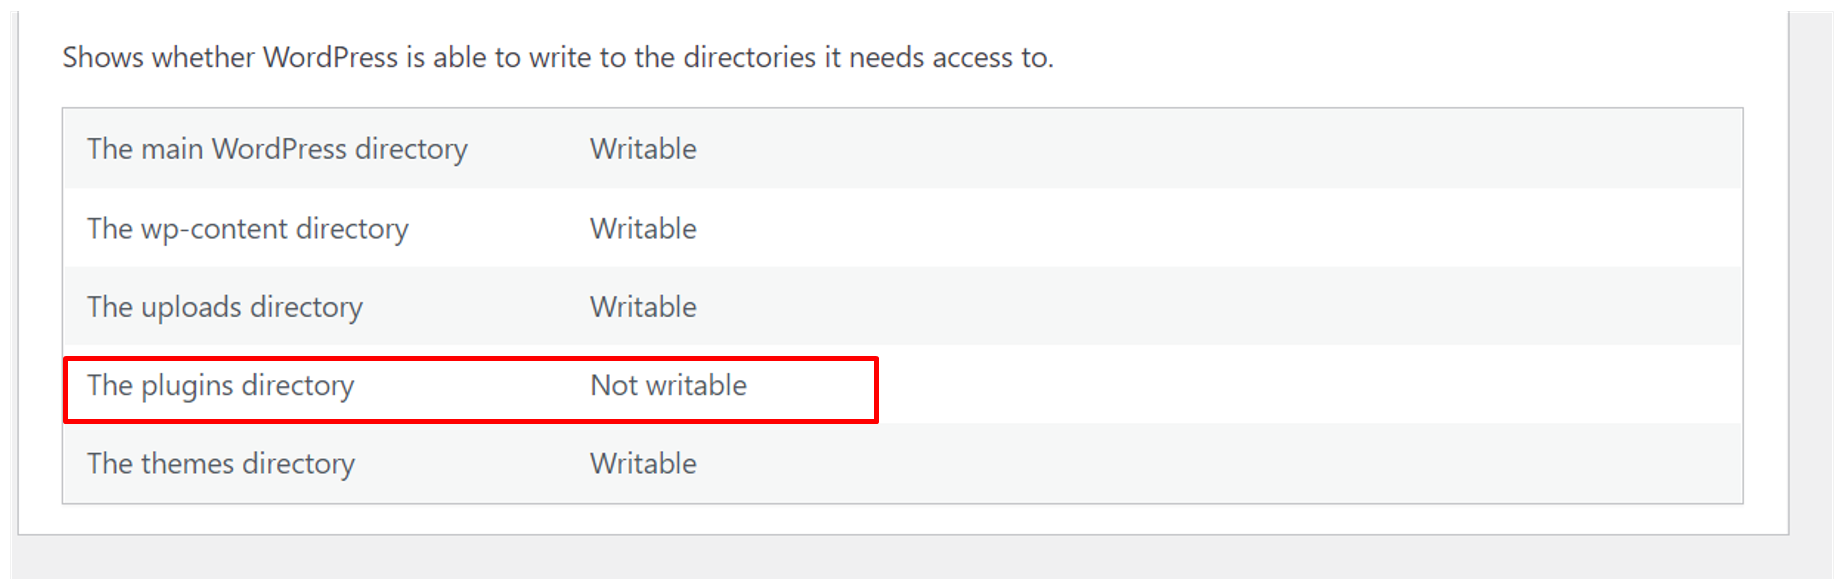 Shows whether WordPress is able to write to the directories it needs access to.
The main WordPress directory Writable
The wp-content directory Writable
The uploads directory Writable
The plugins directory Not writable
The themes directory Writable